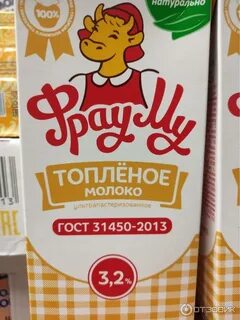 100%
натурально
Фрау Му
ТОПЛЁНОЕ
МОЛОКО
ультрапастеризованное
ГОСТ 31450-2013
3,2%